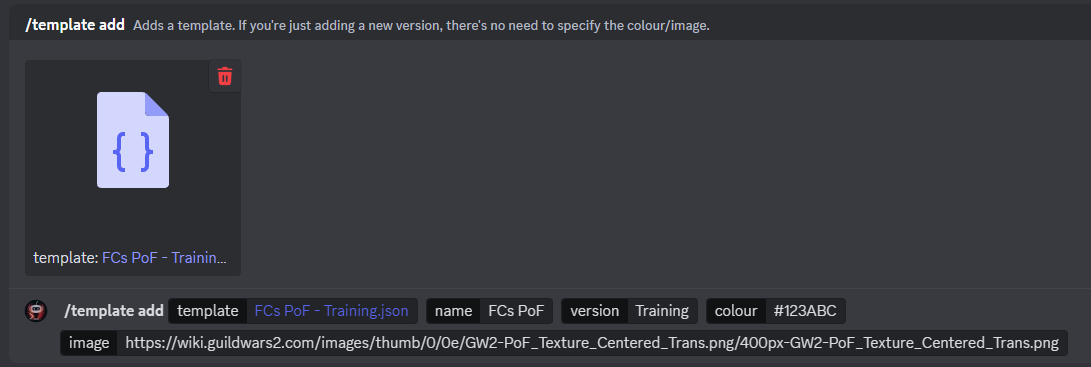 /template add Adds a template. If you're just adding a new version, there's no need to specify the colour/image.
{ }
template: FCs PoF - Trainin...
/template add template FCs PoF - Training.json name FCs PoF version Training colour #123ABC
image https://wiki.guildwars2.com/images/thumb/0/0e/GW2-PoF_Texture_Centered_Trans.png/400px-GW2-PoF_Texture_Centered_Trans.png